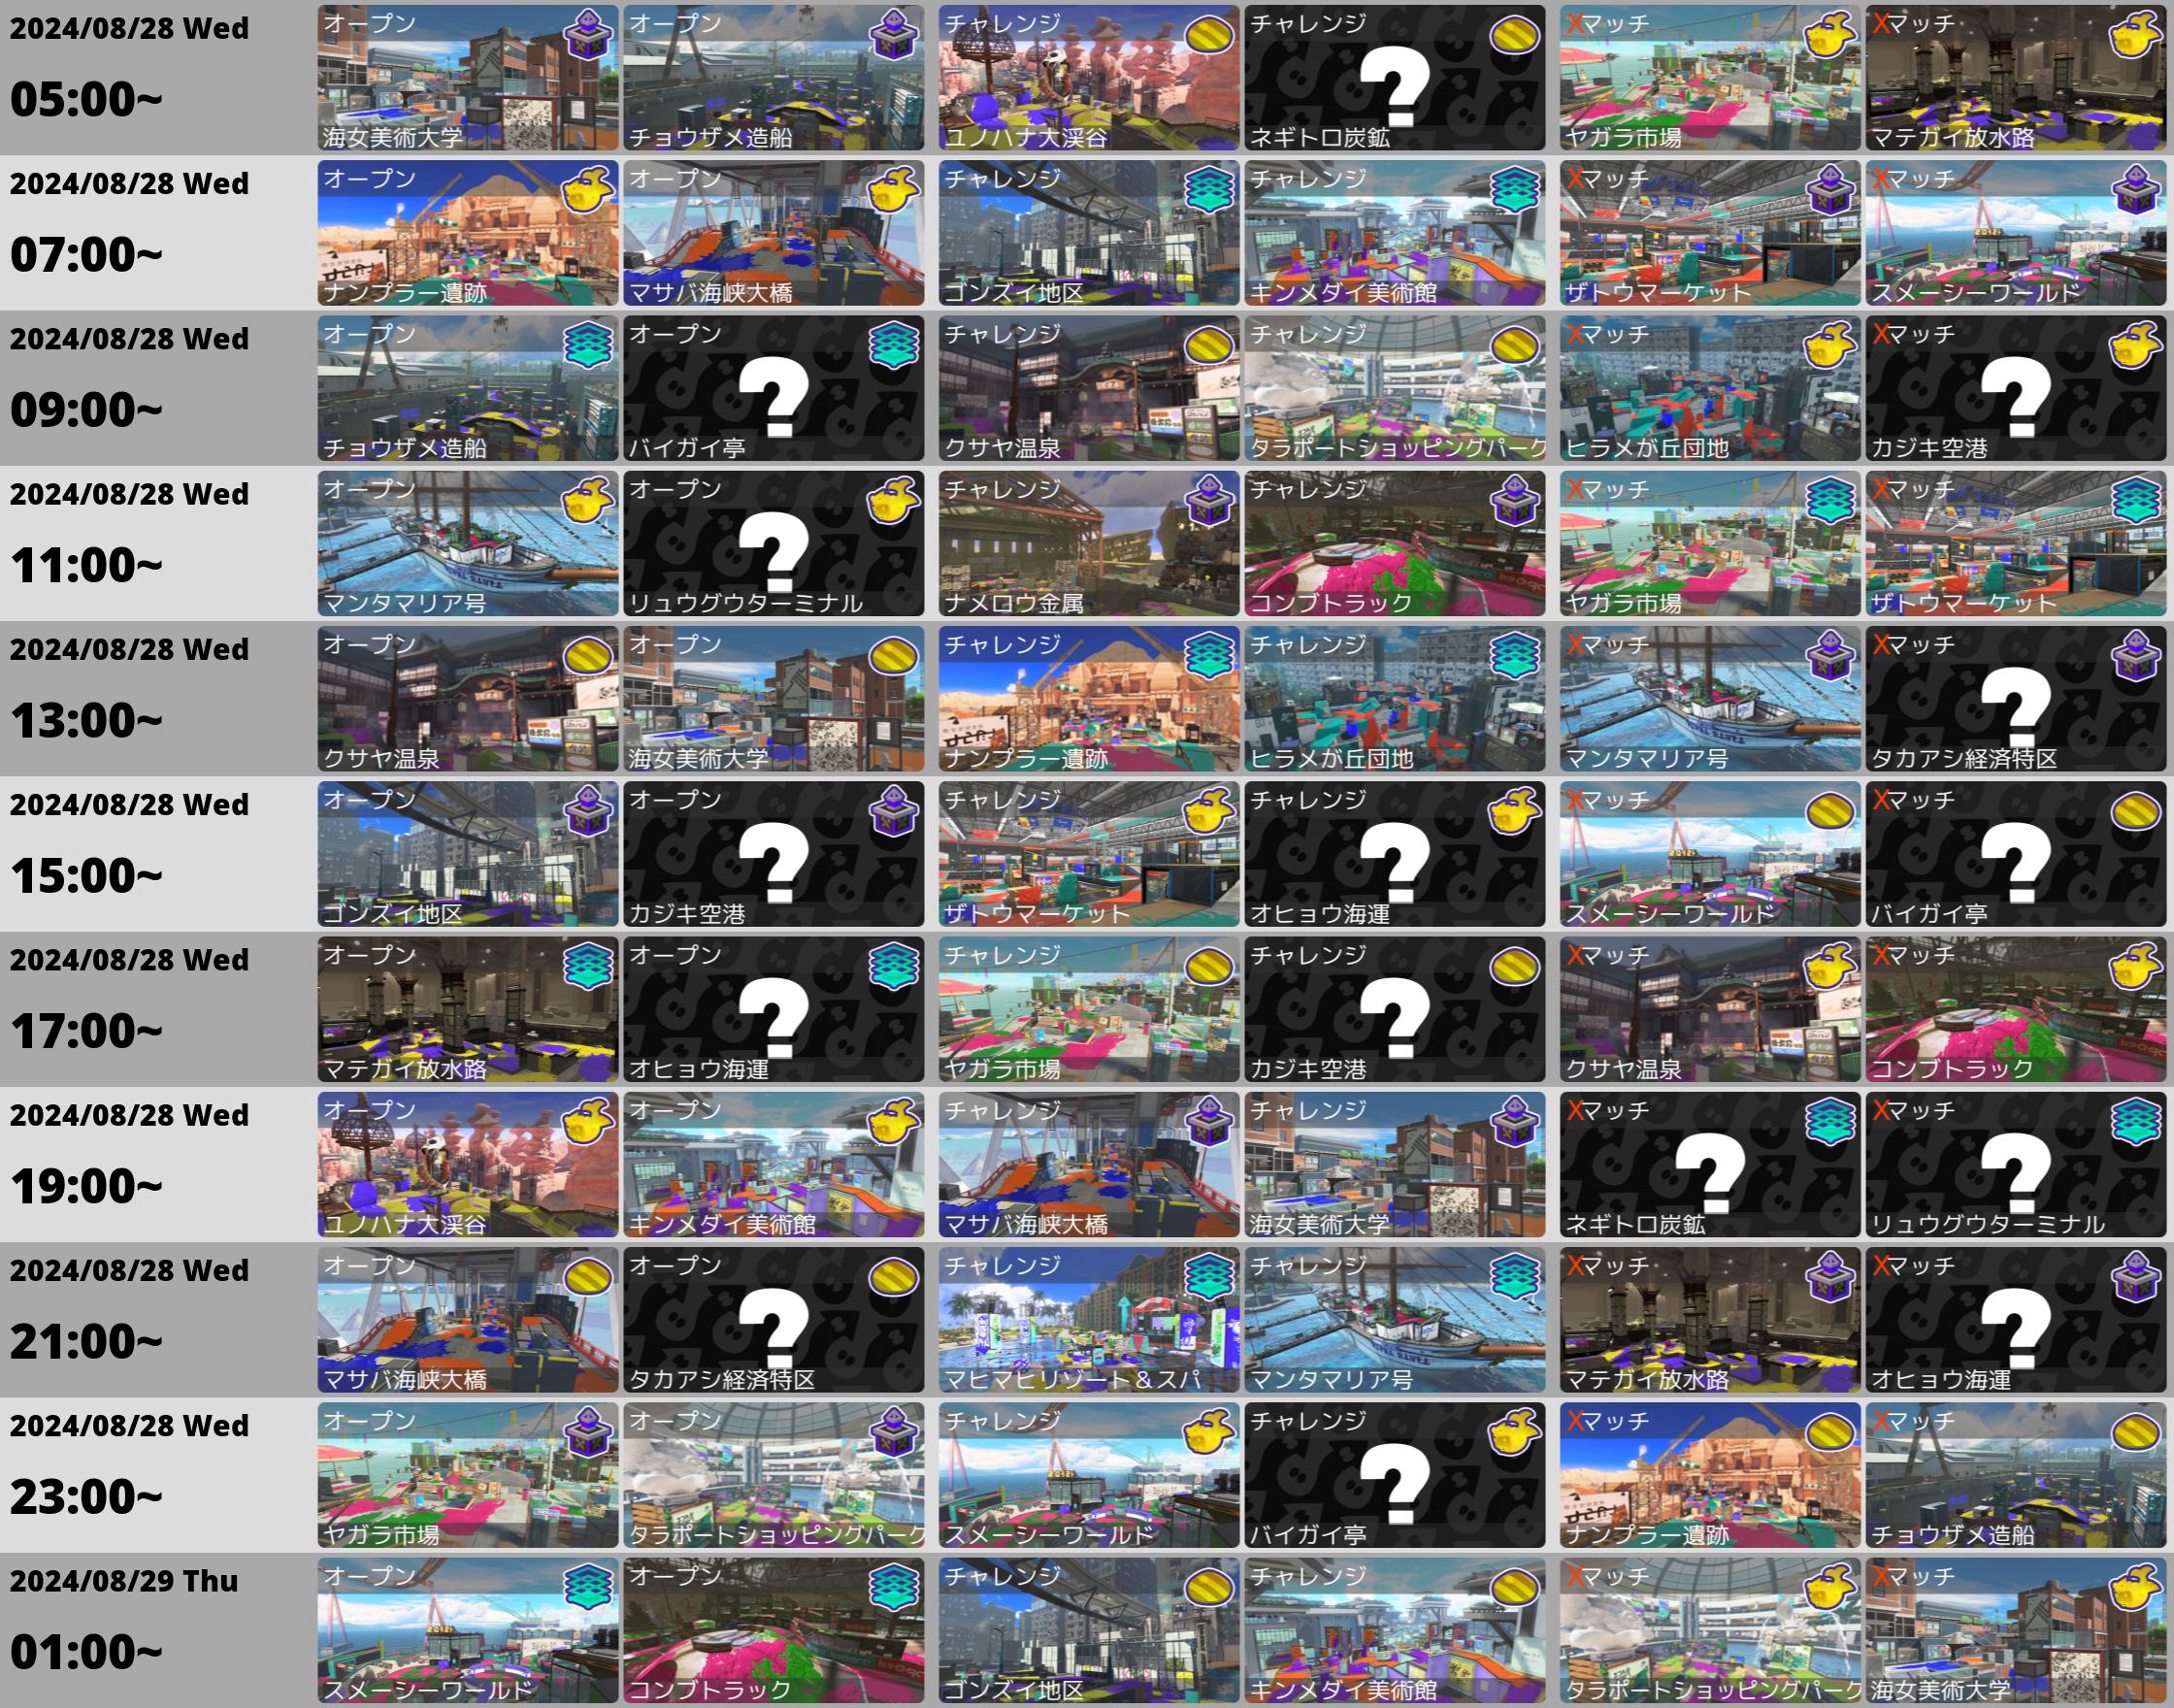 2024/08/28 Wed
05:00~
オープン
海女美術大学
オープン
チョウザメ造船
チャレンジ
ユノハナ大渓谷
チャレンジ
ネギトロ炭鉱
Xマッチ
ヤガラ市場
Xマッチ
マテガイ放水路
2024/08/28 Wed
07:00~
オープン
ナンプラー遺跡
オープン
マサバ海峡大橋
チャレンジ
ゴンズイ地区
チャレンジ
キンメダイ美術館
Xマッチ
ザトウマーケット
Xマッチ
スメーシーワールド
2024/08/28 Wed
09:00~
オープン
チョウザメ造船
オープン
バイガイ亭
チャレンジ
クサヤ温泉
チャレンジ
タラポートショッピングパーク
Xマッチ
ヒラメが丘団地
Xマッチ
カジキ空港
2024/08/28 Wed
11:00~
オープン
マンタマリア号
オープン
リュウグウターミナル
チャレンジ
ナメロウ金属
チャレンジ
コンブトラック
Xマッチ
ヤガラ市場
Xマッチ
ザトウマーケット
2024/08/28 Wed
13:00~
オープン
クサヤ温泉
オープン
海女美術大学
チャレンジ
ナンプラー遺跡
チャレンジ
ヒラメが丘団地
Xマッチ
マンタマリア号
Xマッチ
タカアシ経済特区
2024/08/28 Wed
15:00~
オープン
ゴンズイ地区
オープン
カジキ空港
チャレンジ
ザトウマーケット
チャレンジ
オヒョウ海運
Xマッチ
スメーシーワールド
Xマッチ
バイガイ亭
2024/08/28 Wed
17:00~
オープン
マテガイ放水路
オープン
オヒョウ海運
チャレンジ
ヤガラ市場
チャレンジ
カジキ空港
Xマッチ
クサヤ温泉
Xマッチ
コンブトラック
2024/08/28 Wed
19:00~
オープン
ユノハナ大渓谷
オープン
キンメダイ美術館
チャレンジ
マサバ海峡大橋
チャレンジ
海女美術大学
Xマッチ
ネギトロ炭鉱
Xマッチ
リュウグウターミナル
2024/08/28 Wed
21:00~
オープン
マサバ海峡大橋
オープン
タカアシ経済特区
チャレンジ
マヒマヒリゾート＆スパ
チャレンジ
マンタマリア号
Xマッチ
マテガイ放水路
Xマッチ
オヒョウ海運
2024/08/28 Wed
23:00~
オープン
ヤガラ市場
オープン
タラポートショッピングパーク
チャレンジ
スメーシーワールド
チャレンジ
バイガイ亭
Xマッチ
ナンプラー遺跡
Xマッチ
チョウザメ造船
2024/08/29 Thu
01:00~
オープン
スメーシーワールド
オープン
コンブトラック
チャレンジ
ゴンズイ地区
チャレンジ
キンメダイ美術館
Xマッチ
タラポートショッピングパーク
Xマッチ
海女美術大学